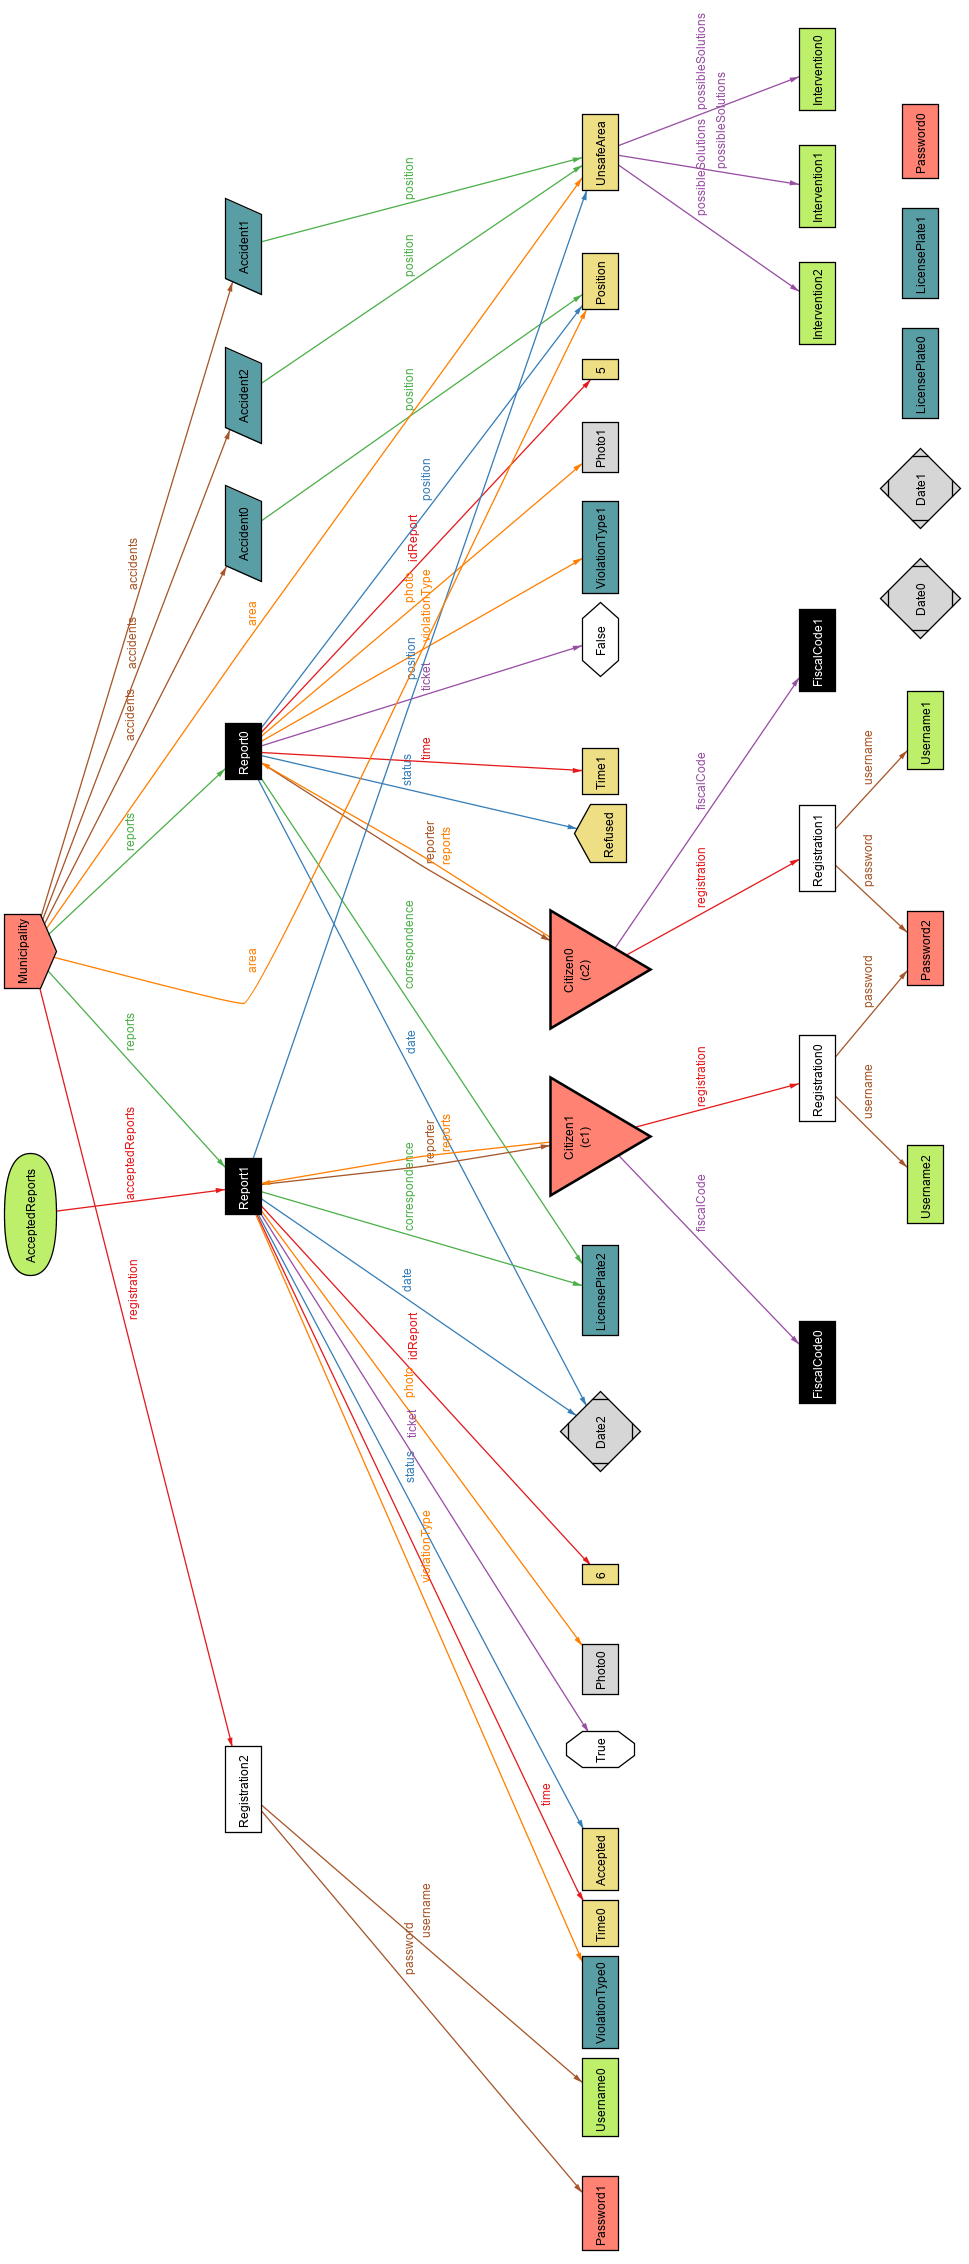 Municipality
AcceptedReports
accidents
accidents
accidents
area
reports
area
reports
acceptedReports
registration
Accident1
Accident2
Accident0
Report0
Report1
Registration2
position
position
position
position
idReport
photo
violationType
position
ticket
time
status
reporter
reports
correspondence
date
reporter
reports
correspondence
date
idReport
photo
ticket
status
violationType
time
username
password
UnsafeArea
Position
5
Photo1
ViolationType1
False
Time1
Refused
Citizen0
(c2)
Citizen1
(c1)
LicensePlate2
Date2
6
Photo0
True
Accepted
Time0
ViolationType0
Username0
Password1
possibleSolutions
possibleSolutions
possibleSolutions
fiscalCode
registration
registration
fiscalCode
Intervention0
Intervention1
Intervention2
FiscalCode1
Registration1
Registration0
FiscalCode0
username
password
password
username
Password0
LicensePlate1
LicensePlate0
Date1
Date0
Username1
Password2
Username2